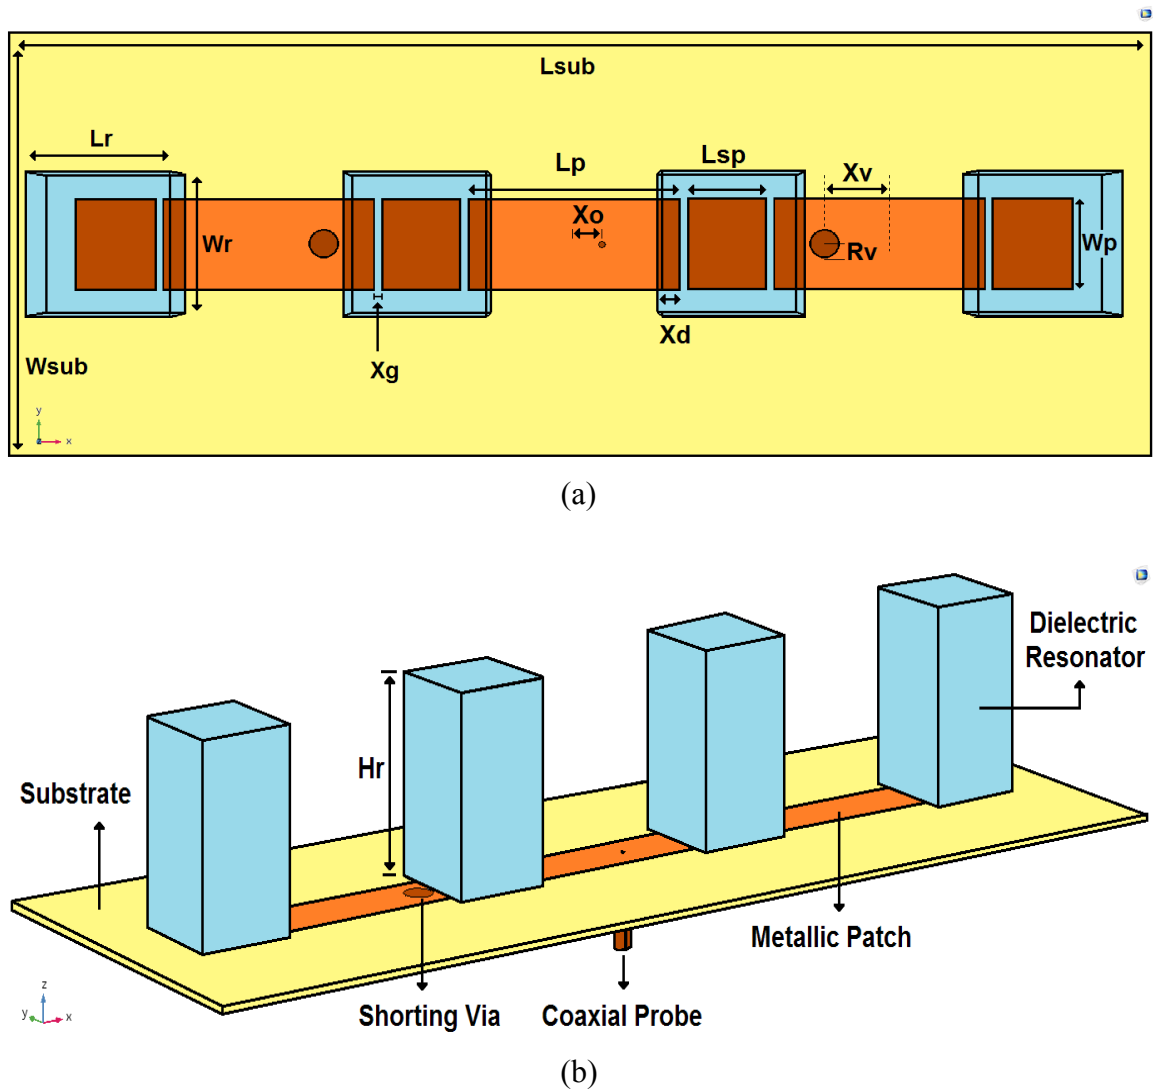 Lsub
Lr
Lp
Lsp
Xv
Xo
Wr
Rv
Wp
Xd
Wsub
Xg
y
z
x
(a)
Dielectric
Resonator
Hr
Substrate
Metallic Patch
z
y
x
Shorting Via
Coaxial Probe
(b)